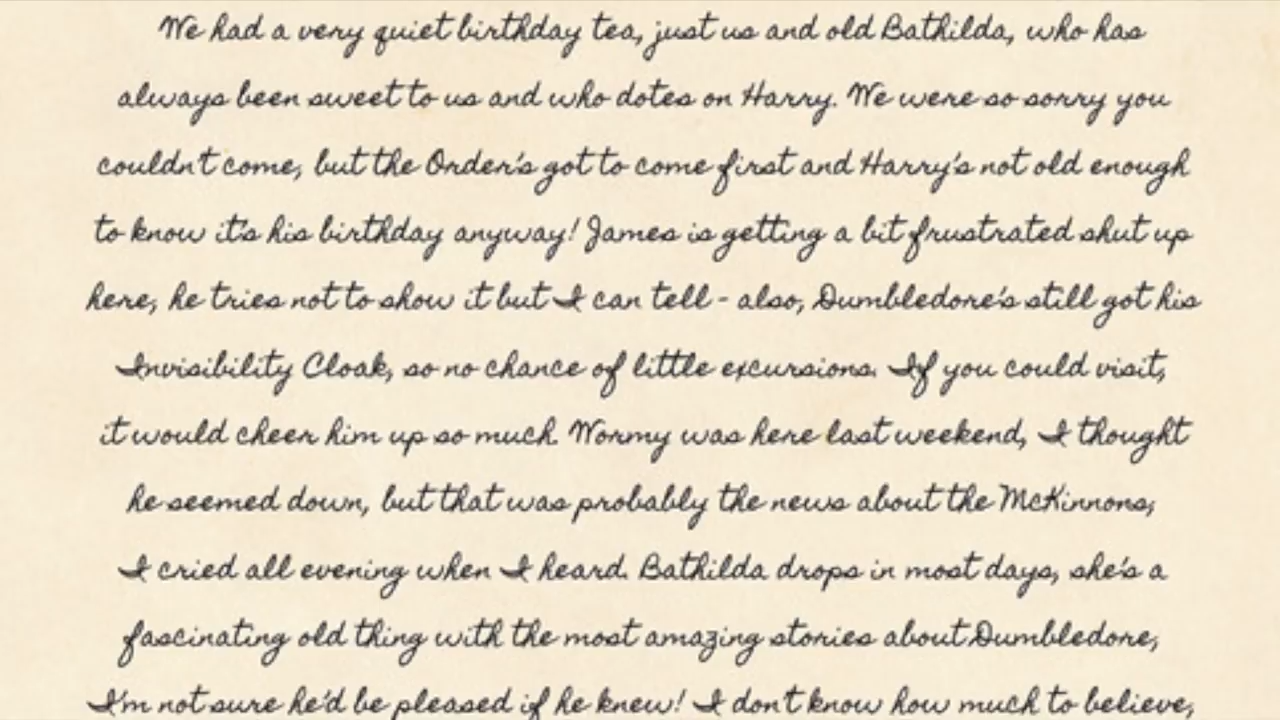 We had a very quiet birthday tea, just us and old Bathilda, who has
always been sweet to us and who dotes on Harry. We were so sorry you
couldn't come, but the Order's got to come first and Harry's not old enough
to know it's his birthday anyway! James is getting a bit frustrated shut up
here, he tries not to show it but I can tell - also, Dumbledore's still got his
Invisibility Cloak, so no chance of little excursions. If you could visit,
it would cheer him up so much. Wormy was here last weekend, I thought
he seemed down, but that was probably the news about the McKinnons;
I cried all evening when I heard. Bathilda drops in most days, she's a
fascinating old thing with the most amazing stories about Dumbledore,
I'm not sure he'd be pleased if he knew! I don't know how much to believe,